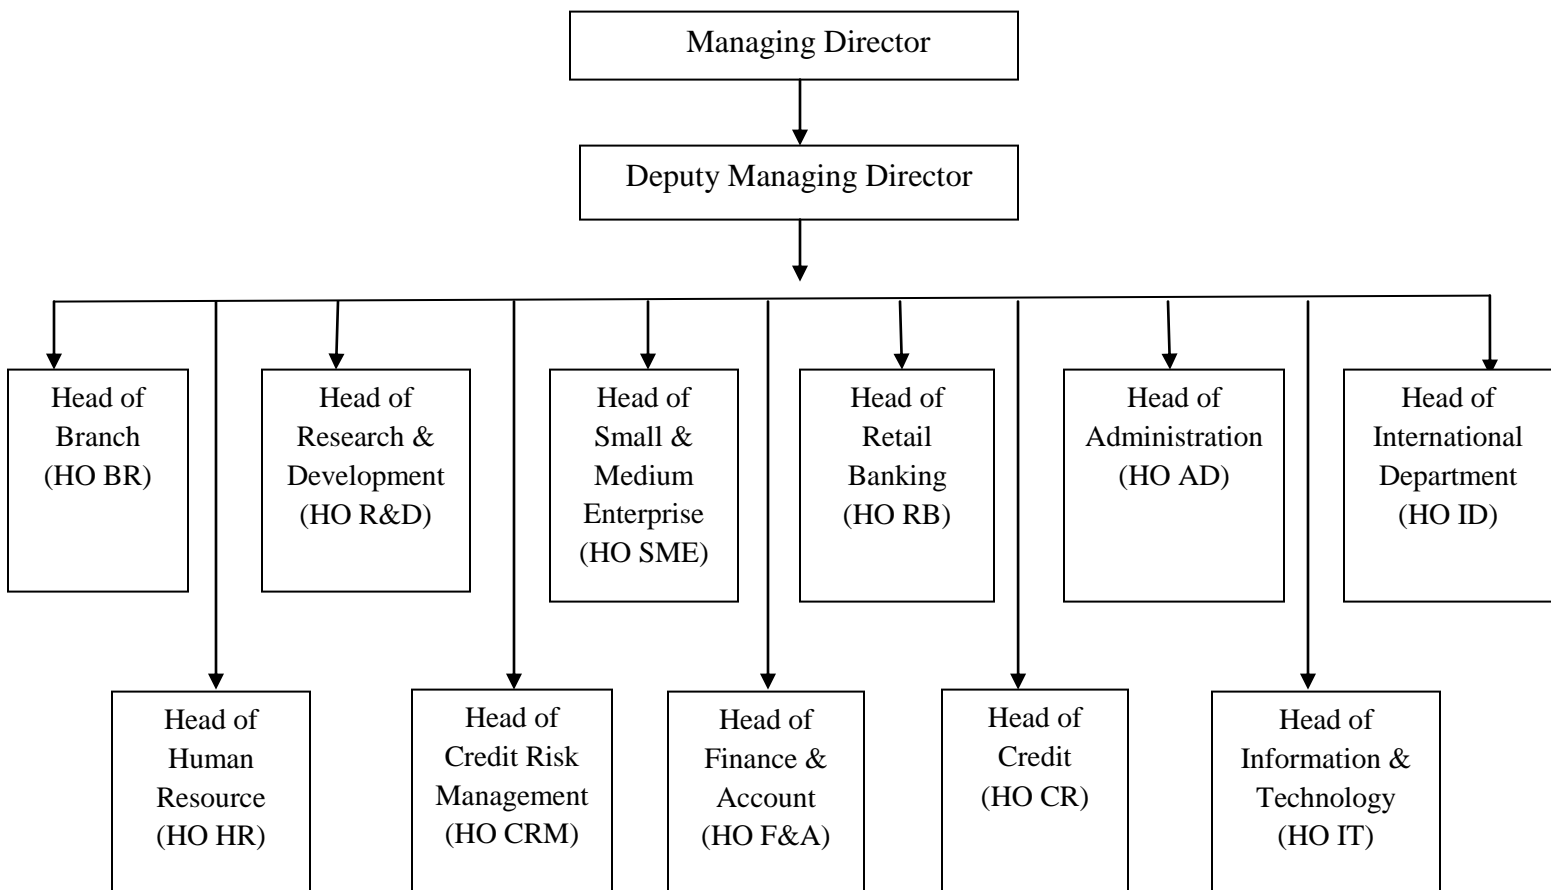 Managing Director
Deputy Managing Director
Head of
Branch
(HO BR)
Head of
Research &
Development
(HO R&D)
Head of
Small &
Medium
Enterprise
(HO SME)
Head of
Retail
Banking
(HO RB)
Head of
Administration
(HO AD)
Head of
International
Department
(HO ID)
Head of
Human
Resource
(HO HR)
Head of
Credit Risk
Management
(HO CRM)
Head of
Finance &
Account
(HO F&A)
Head of
Credit
(HO CR)
Head of
Information &
Technology
(HO IT)